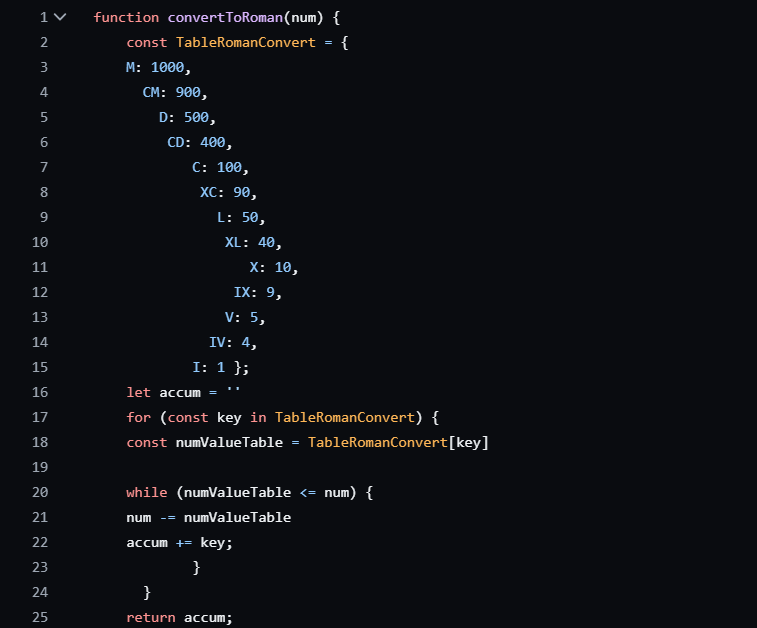 1 function convertToRoman(num) {
2 const TableRomanConvert = {
3 M: 1000,
4 CM: 900,
5 D: 500,
6 CD: 400,
7 C: 100,
8 XC: 90,
9 L: 50,
10 XL: 40,
11 X: 10,
12 IX: 9,
13 V: 5,
14 IV: 4,
15 I: 1 };
16 let accum = ''
17 for (const key in TableRomanConvert) {
18 const numValueTable = TableRomanConvert[key]
19
20 while (numValueTable <= num) {
21 num -= numValueTable
22 accum += key;
23 }
24 }
25 return accum;